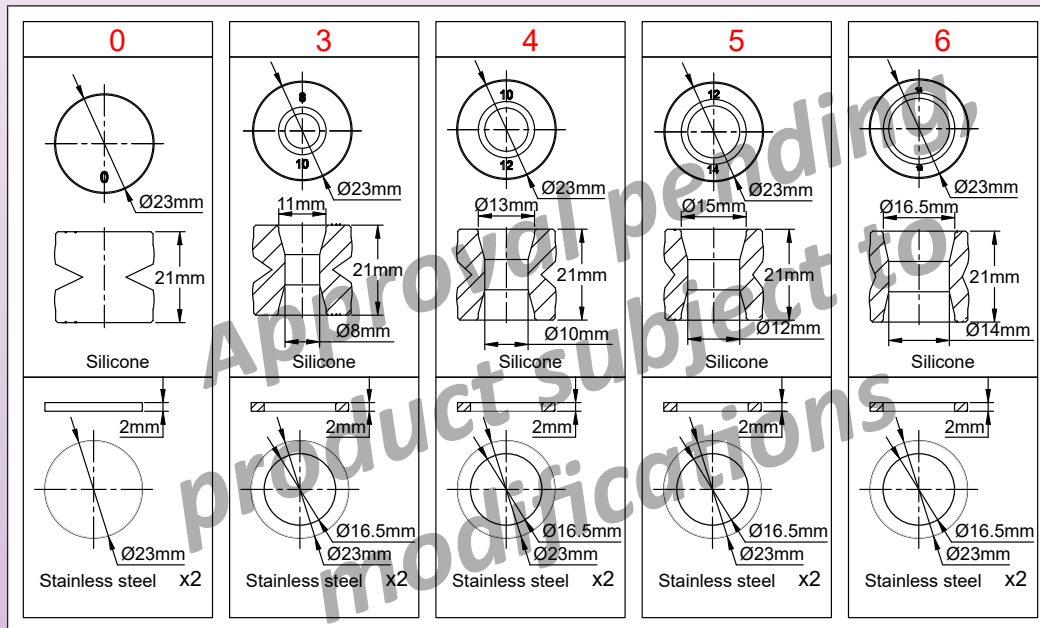 0
0
Ø23mm
21mm
Silicone
2mm
Ø23mm
Stainless steel x2
3
8
10
Ø23mm
11mm
21mm
Ø8mm
Silicone
2mm
Ø16.5mm
Ø23mm
Stainless steel x2
4
10
12
Ø23mm
Ø13mm
21mm
Ø10mm
Silicone
2mm
Ø16.5mm
Ø23mm
Stainless steel x2
5
12
14
Ø23mm
Ø15mm
21mm
Ø12mm
Silicone
2mm
Ø16.5mm
Ø23mm
Stainless steel x2
6
Ø23mm
Ø16.5mm
21mm
Ø14mm
Silicone
2mm
Ø16.5mm
Ø23mm
Stainless steel x2
Approval pending,
product subject to
modifications